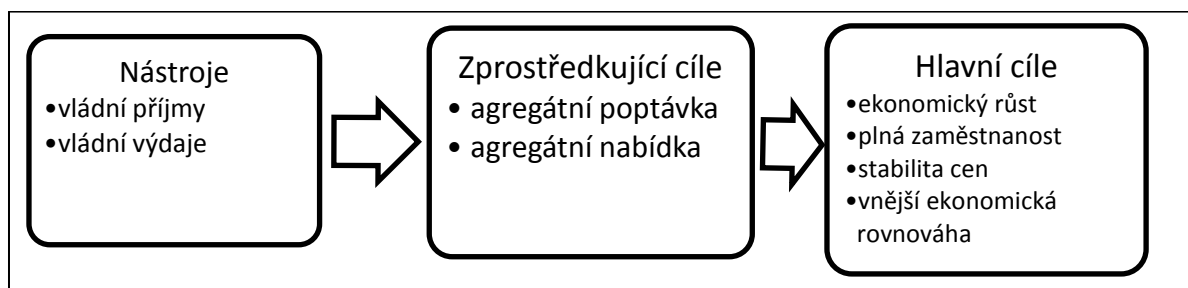 Nástroje
•vládní příjmy
•vládní výdaje
Zprostředkující cíle
• agregátní poptávka
• agregátní nabídka
Hlavní cíle
•ekonomický růst
•plná zaměstnanost
•stabilita cen
•vnější ekonomická
rovnováha